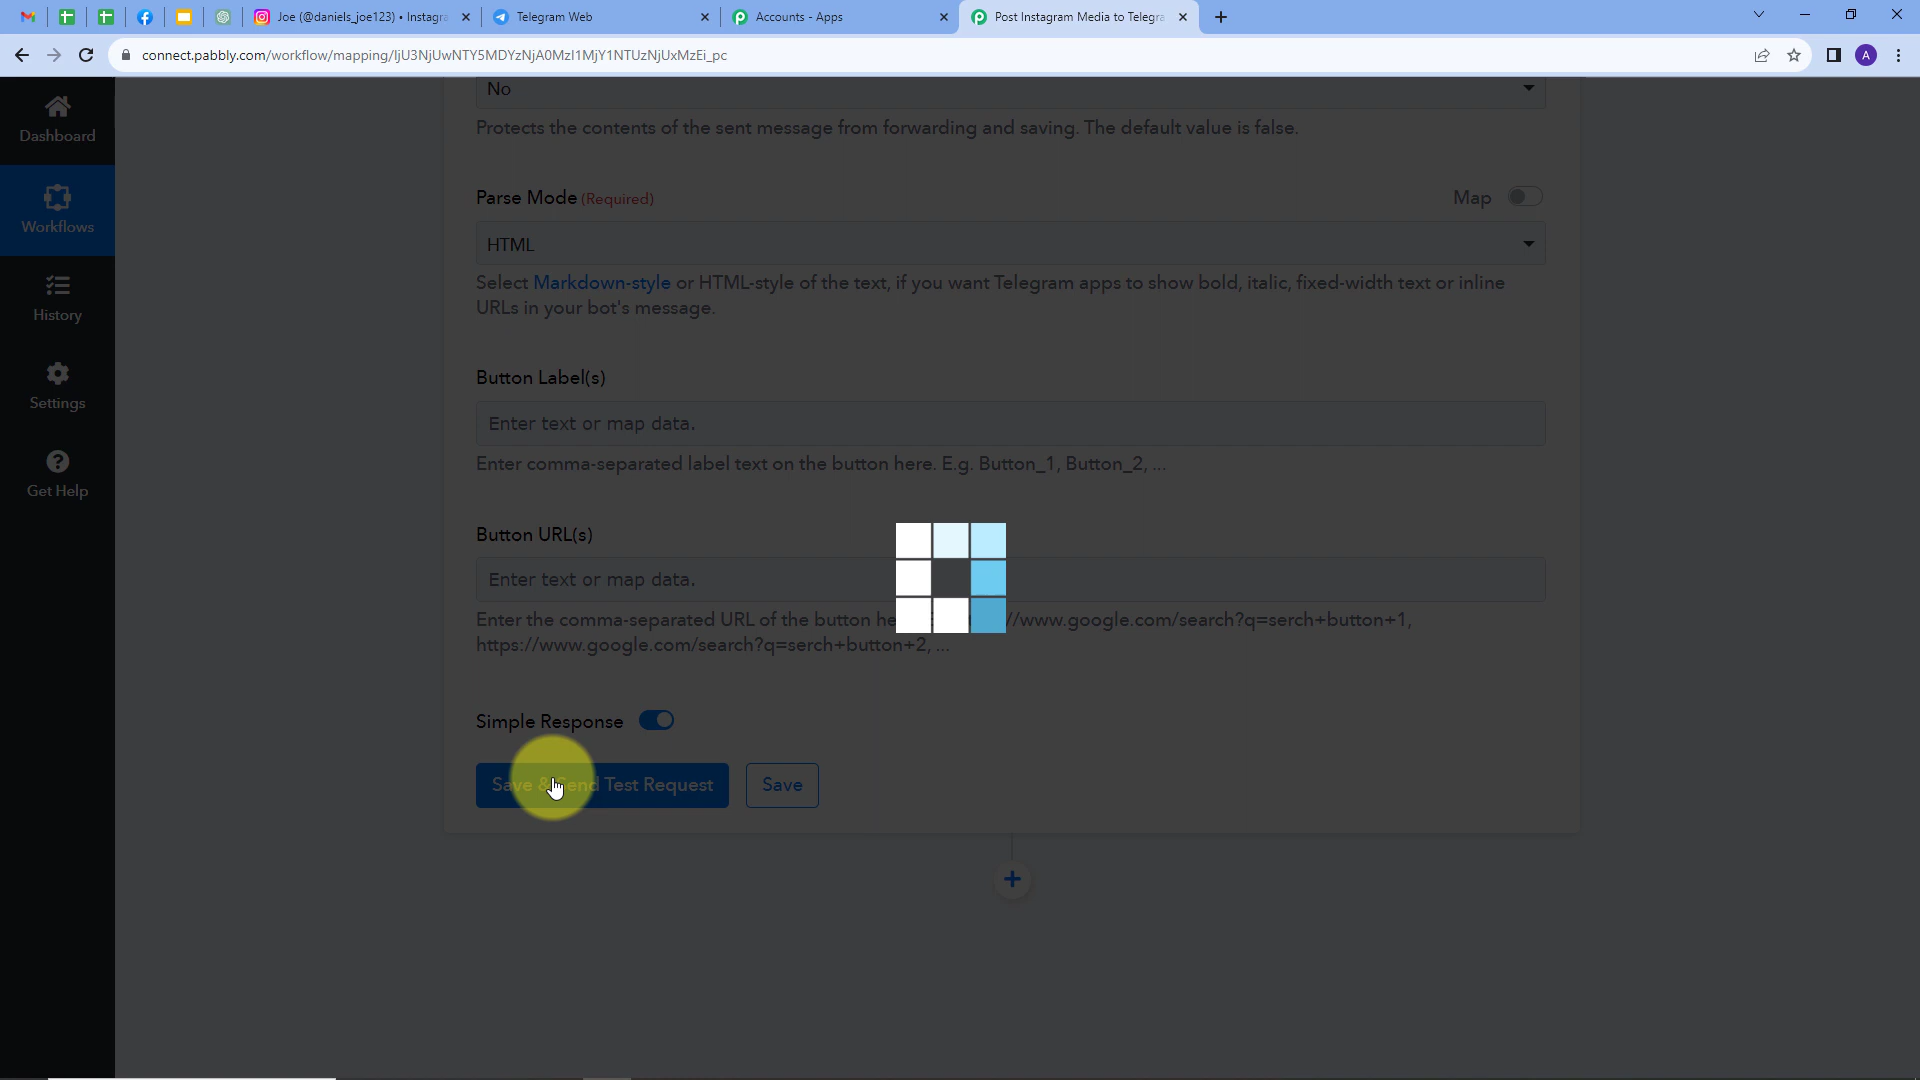 Joe (@daniels_joe123) • Instagra
Telegram Web
Accounts - Apps
Post Instagram Media to Telegra
connect.pabbly.com/workflow/mapping/IjU3NjUwNTY5MDYzNjA0MzI1MjY1NTUzNjUxMzEi_pc
A
Dashboard
Workflows
History
Settings
Get Help
No
Protects the contents of the sent message from forwarding and saving. The default value is false.
Parse Mode (Required)
Map
HTML
Select Markdown-style or HTML-style of the text, if you want Telegram apps to show bold, italic, fixed-width text or inline
URLs in your bot's message.
Button Label(s)
Enter text or map data.
Enter comma-separated label text on the button here. E.g. Button_1, Button_2, ...
Button URL(s)
Enter text or map data.
Enter the comma-separated URL of the button he //www.google.com/search?q=serch+button+1,
https://www.google.com/search?q=serch+button+2, ...
Simple Response
Save & Send Test Request
Save